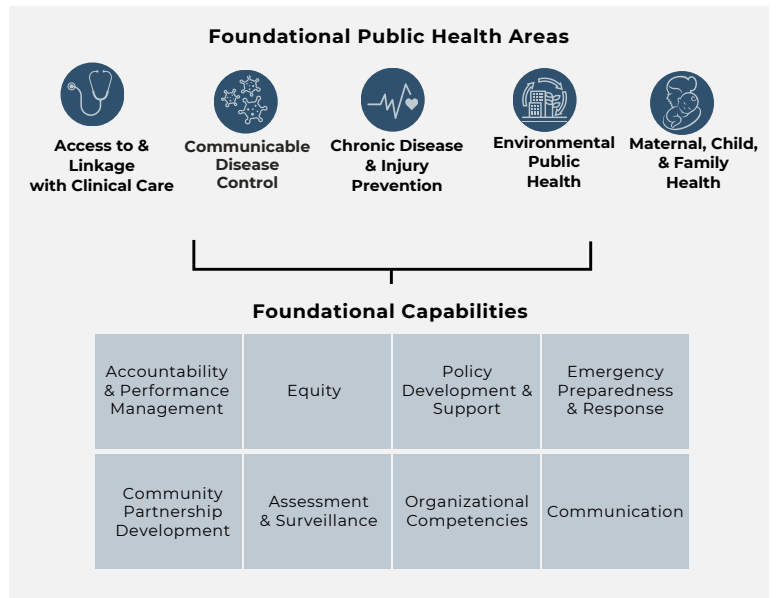 Foundational Public Health Areas
Access to &
Linkage
with Clinical Care
Communicable
Disease
Control
Chronic Disease
& Injury
Prevention
Environmental
Public
Health
Maternal, Child,
& Family
Health
Foundational Capabilities
Accountability
& Performance
Management
Equity
Policy
Development &
Support
Emergency
Preparedness
& Response
Community
Partnership
Development
Assessment
& Surveillance
Organizational
Competencies
Communication